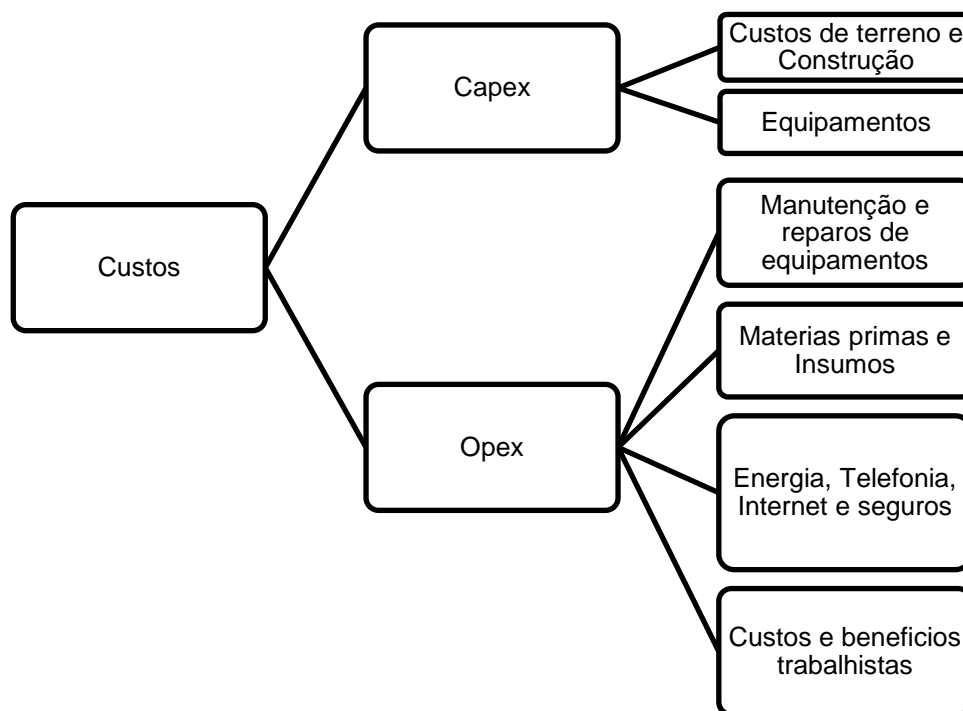 Custos
Capex
Custos de terreno e
Construção
Equipamentos
Opex
Manutenção e
reparos de
equipamentos
Materias primas e
Insumos
Energia, Telefonia,
Internet e seguros
Custos e beneficios
trabalhistas